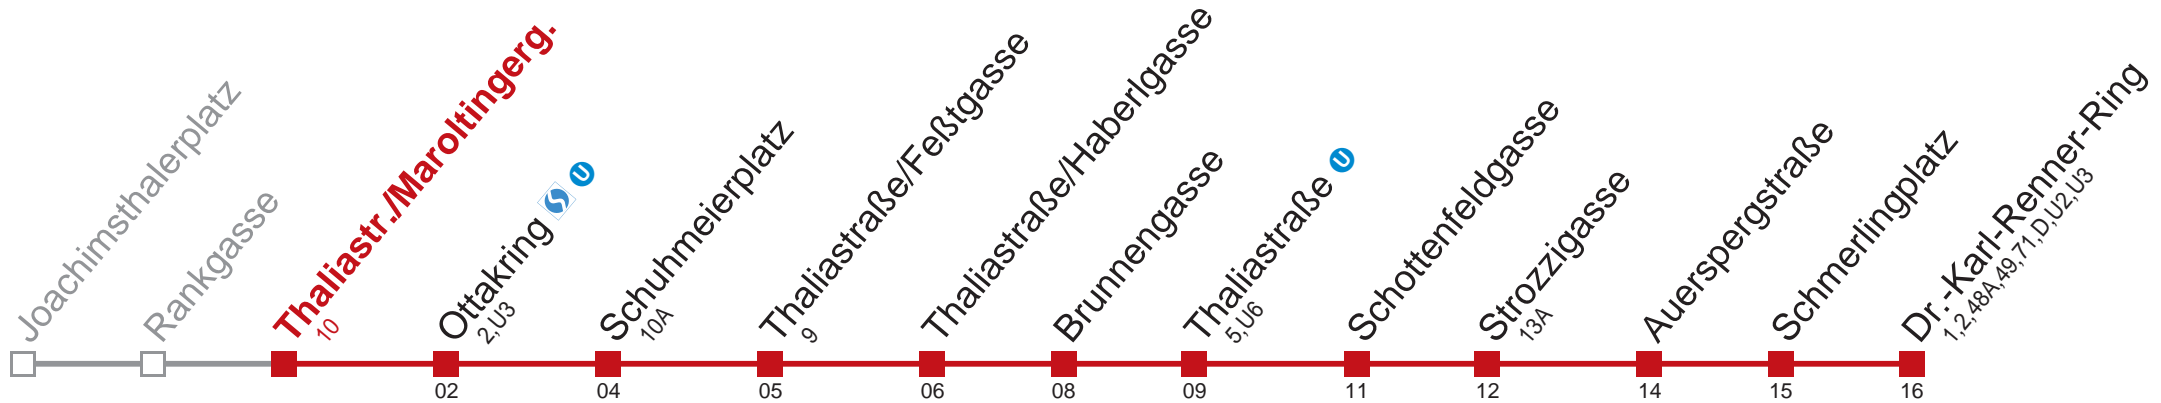 Joachimsthalerplatz
Rankgasse
Thaliastr./Maroltingerg.
10
Ottakring S U
2,U3
02
Schuhmeierplatz
10A
04
Thaliastraße/Feßtgasse
9
05
Thaliastraße/Haberlgasse
06
Brunnengasse
08
Thaliastraße U
5,U6
09
Schottenfeldgasse
11
Strozzigasse
13A
12
Auerspergstraße
14
Schmerlingplatz
15
Dr.-Karl-Renner-Ring
1,2,48A,49,71,D,U2,U3
16